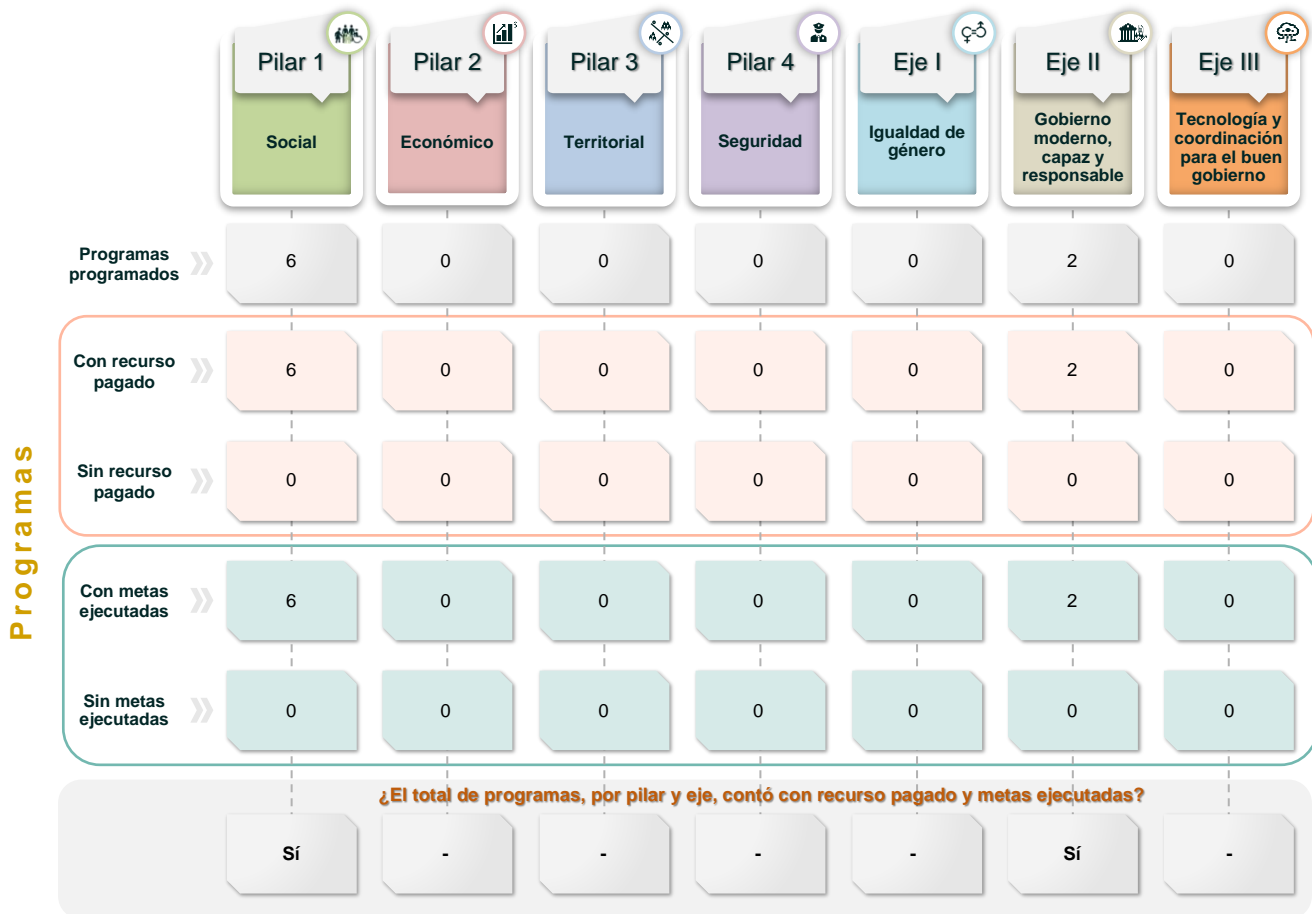 Pilar 1
Pilar 2
Pilar 3
Pilar 4
Eje I
Eje II
Eje III
Social
Económico
Territorial
Seguridad
Igualdad de
género
Gobierno
moderno,
capaz y
responsable
Tecnología y
coordinación
para el buen
gobierno
Programas
Programas
programados
6 0 0 0 0 2 0
Con recurso
pagado
6 0 0 0 0 2 0
Sin recurso
pagado
0 0 0 0 0 0 0
Con metas
ejecutadas
6 0 0 0 0 2 0
Sin metas
ejecutadas
0 0 0 0 0 0 0
¿El total de programas, por pilar y eje, contó con recurso pagado y metas ejecutadas?
Sí - - - - Sí -